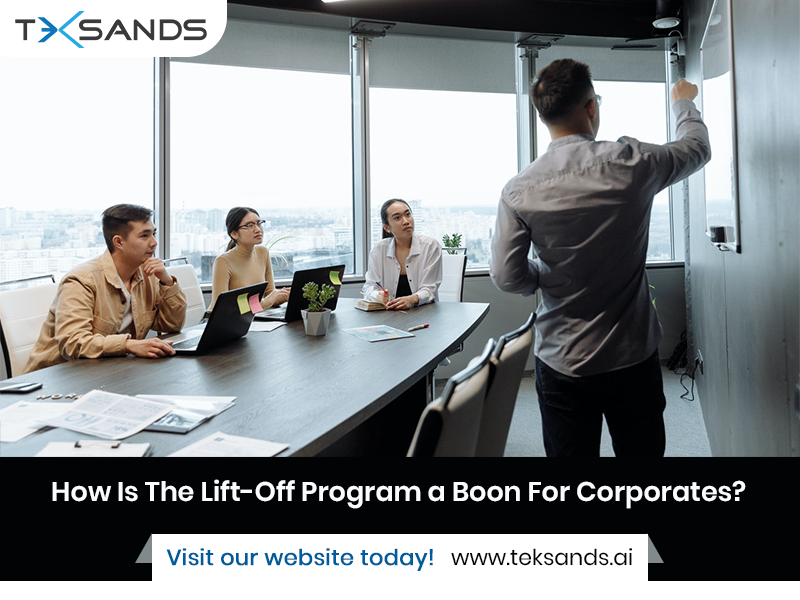 TEKSANDS
How Is The Lift-Off Program a Boon For Corporates?
Visit our website today! www.teksands.ai